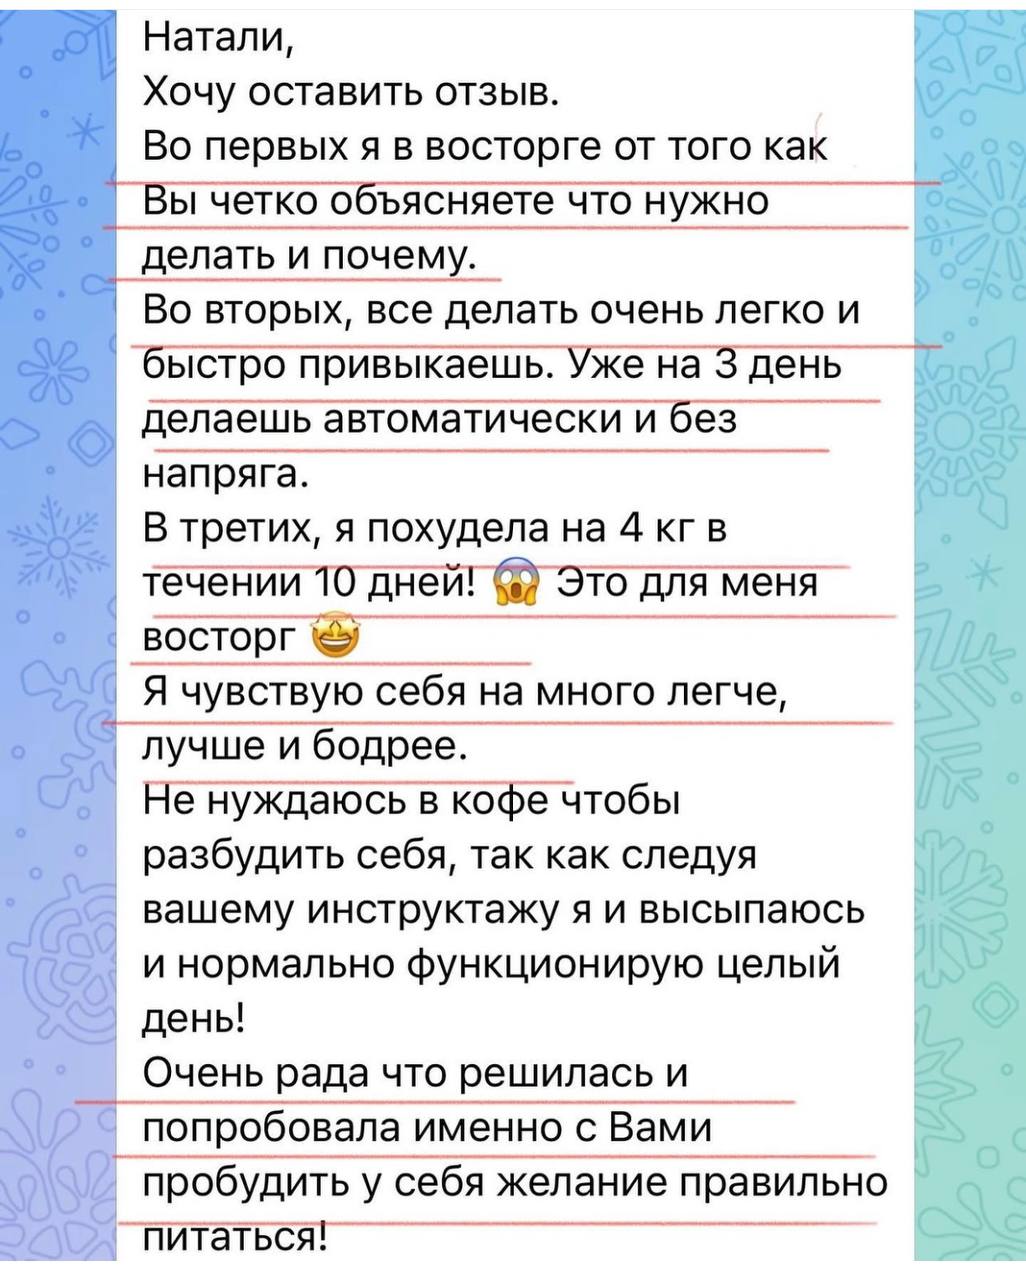 Натали,
Хочу оставить отзыв.
Во первых я в восторге от того как
Вы четко объясняете что нужно
делать и почему.
Во вторых, все делать очень легко и
быстро привыкаешь. Уже на 3 день
делаешь автоматически и без
напряга.
В третих, я похудела на 4 кг в
течении 10 дней! 😱 Это для меня
восторг 🤩
Я чувствую себя на много легче,
лучше и бодрее.
Не нуждаюсь в кофе чтобы
разбудить себя, так как следуя
вашему инструктажу я и высыпаюсь
и нормально функционирую целый
день!
Очень рада что решилась и
попробовала именно с Вами
пробудить у себя желание правильно
питаться!